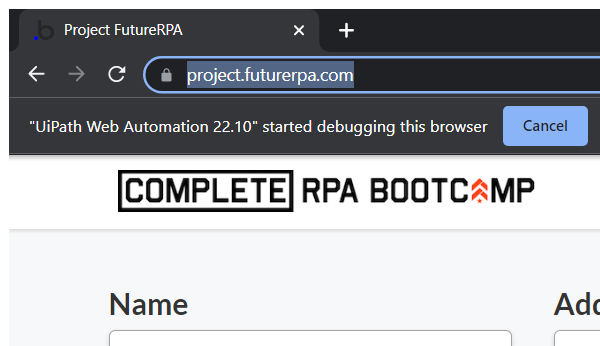 Project FutureRPA
project.futurerpa.com
"UiPath Web Automation 22.10" started debugging this browser
Cancel
COMPLETE RPA BOOTCAMP
Name
Add